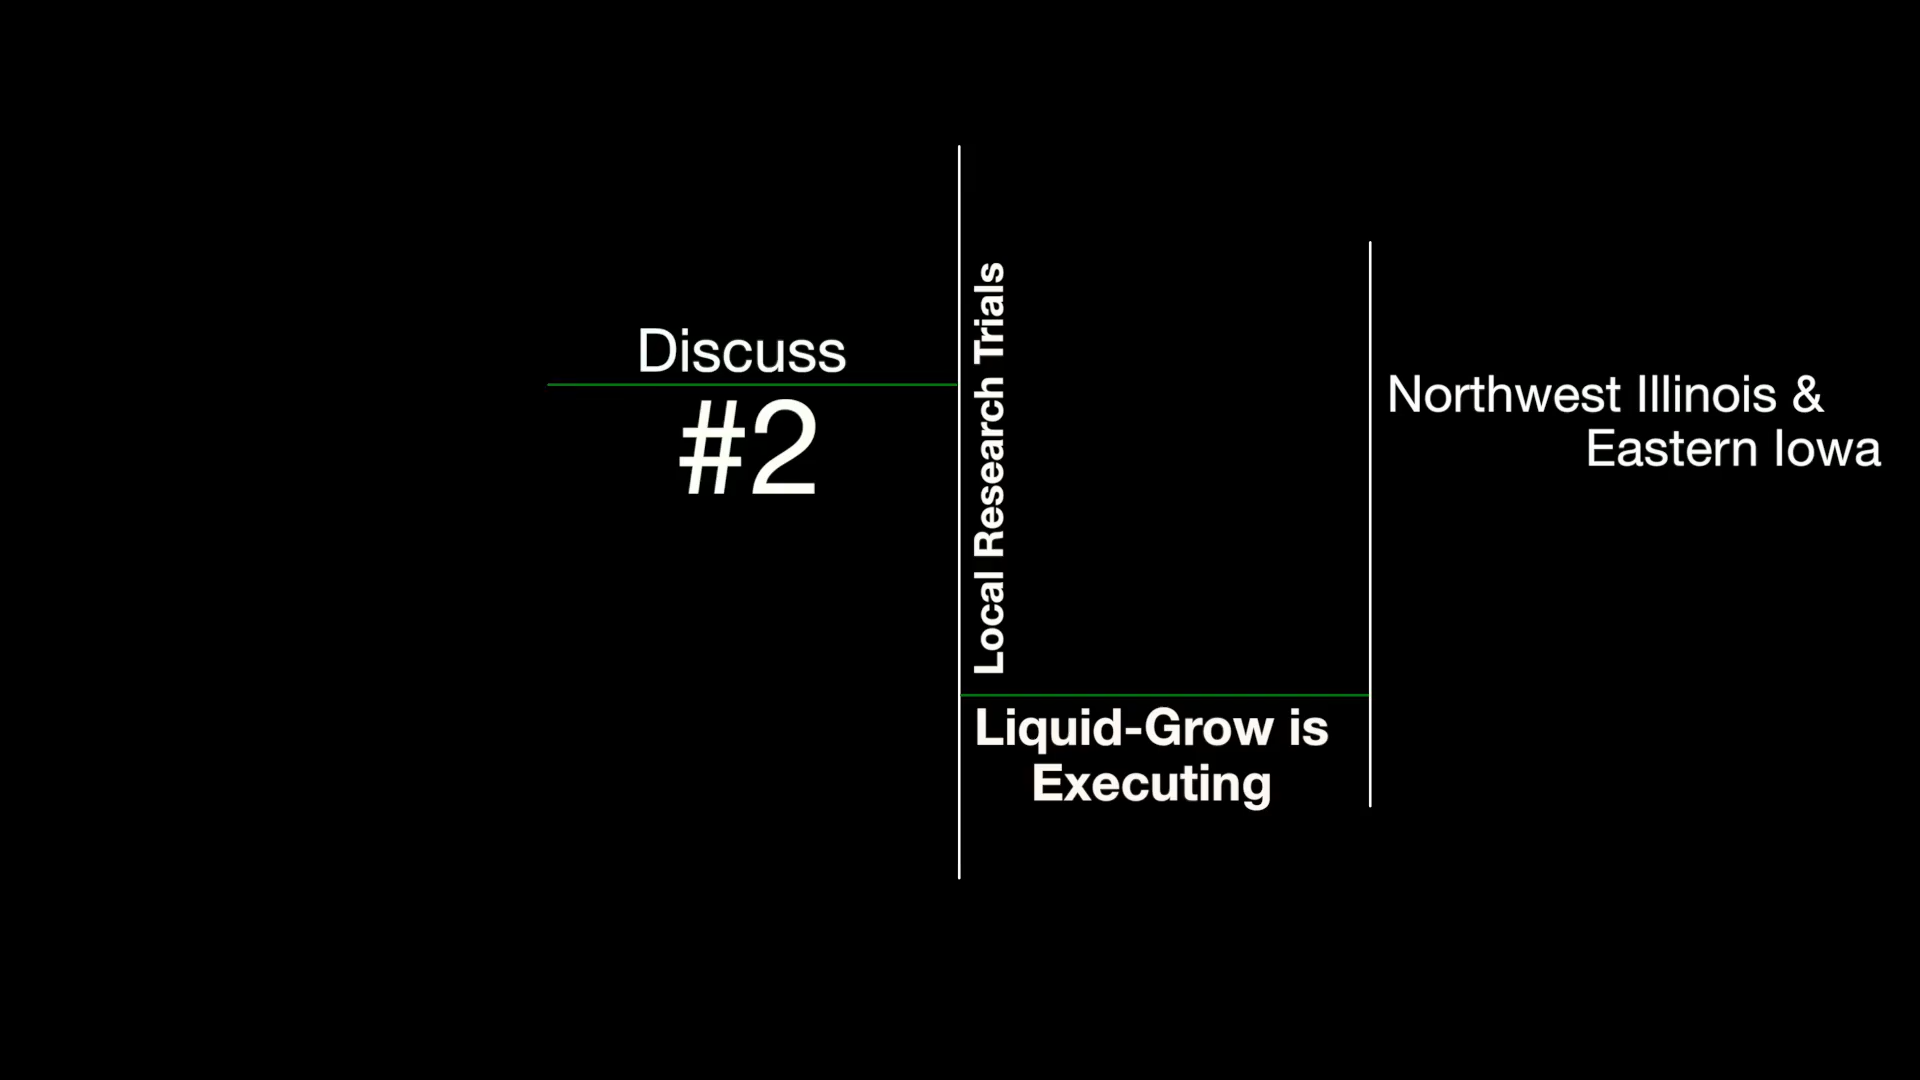 Discuss
#2
Local Research Trials
Liquid-Grow is
Executing
Northwest Illinois &
Eastern Iowa